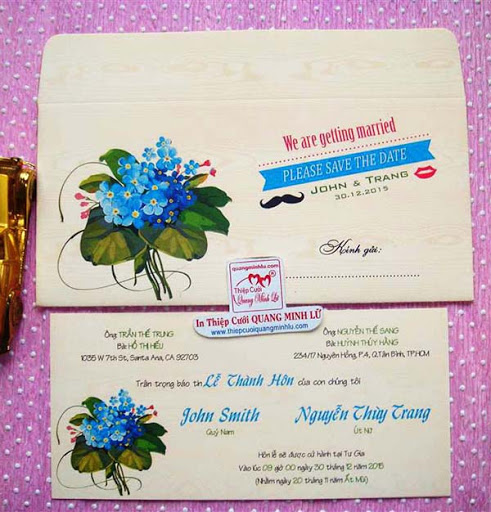 We are getting married
PLEASE SAVE THE DATE
JOHN & TRANG
30.12.2015
Kính gửi:
quangminhlu.com
Thiệp Cưới
Quang Minh Lữ
In Thiệp Cưới QUANG MINH LỮ
www.thiepcuoiquangminhlu.com
Ông TRẦN THẾ TRUNG
Bà: HỒ THỊ HẾU
1035 W 7th St, Santa Ana, CA 92703
Ông: NGUYỄN THẾ SANG
Bà: HUỲNH THÚY HẰNG
234/17 Nguyên Hồng, P.4, Q.Tân Bình, TP.HCM
Trân trọng báo tin Lễ Thành Hôn của con chúng tôi
John Smith
Quý Nam
Nguyễn Thùy Trang
Út Nữ
Hôn lễ sẽ được cử hành tại Tư Gia
Vào lúc 09 giờ 00 ngày 30 tháng 12 năm 2015
(Nhằm ngày 20 tháng 11 năm Ất Mùi)